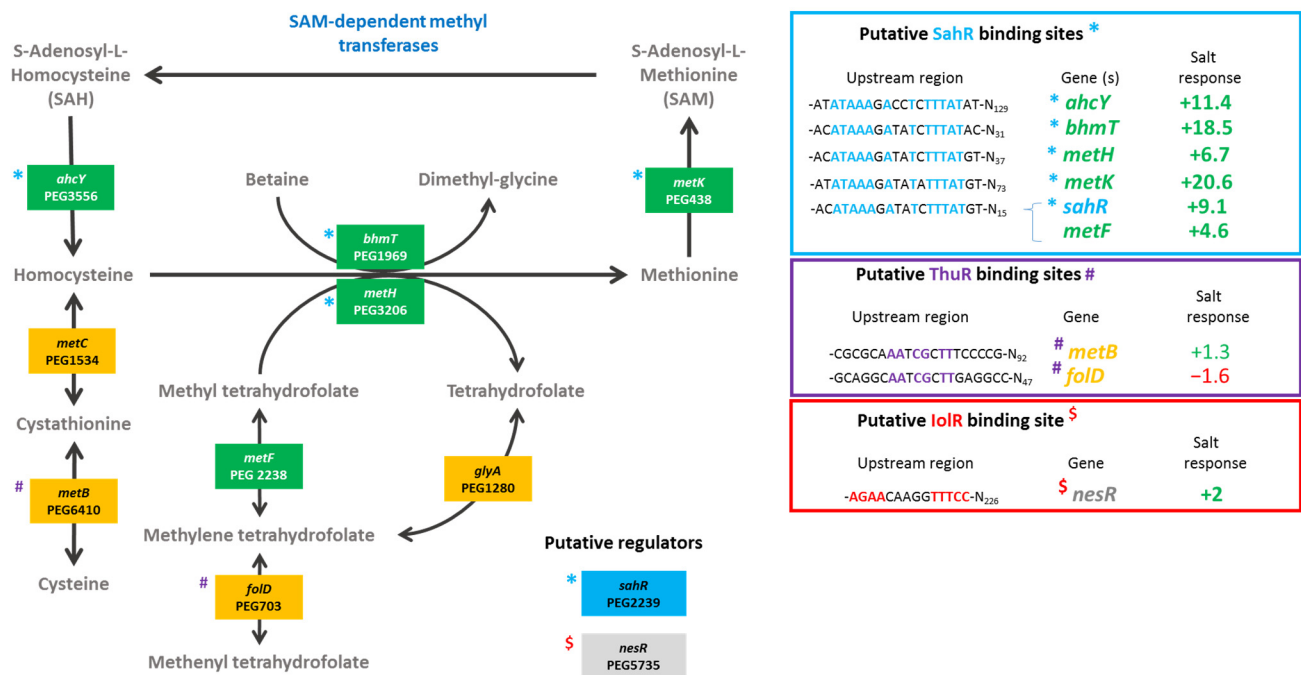 SAM-dependent methyl
transferases
S-Adenosyl-L-
Homocysteine
(SAH)
S-Adenosyl-L-
Methionine
(SAM)
* ahcY
PEG3556
Betaine
Dimethyl-glycine
* metK
PEG438
* bhmT
PEG1969
Homocysteine
Methionine
* metH
PEG3206
metC
PEG1534
Methyl tetrahydrofolate
Tetrahydrofolate
Cystathionine
metF
PEG 2238
glyA
PEG1280
# metB
PEG6410
Methylene tetrahydrofolate
Cysteine
# folD
PEG703
Methenyl tetrahydrofolate
Putative regulators
* sahR
PEG2239
$ nesR
PEG5735
Putative SahR binding sites *
Salt
Upstream region Gene (s) response
-ATATAAAGACCTCTTTATAT-N129 * ahcY +11.4
-ACATAAAGATATCTTTATAC-N31 * bhmT +18.5
-ACATAAAGATATCTTTATGT-N37 * metH +6.7
-ATATAAAGATATATTTATGT-N73 * metK +20.6
-ACATAAAGATATCTTTATGT-N15 * sahR +9.1
metF +4.6
Putative ThuR binding sites #
Salt
Upstream region Gene response
-CGCGCAAATCGCTTTCCCCG-N92 # metB +1.3
-GCAGGCAATCGCTTGAGGCC-N47 # folD −1.6
Putative IolR binding site $
Salt
Upstream region Gene response
-AGAACAAGGTTTCC-N226 $ nesR +2